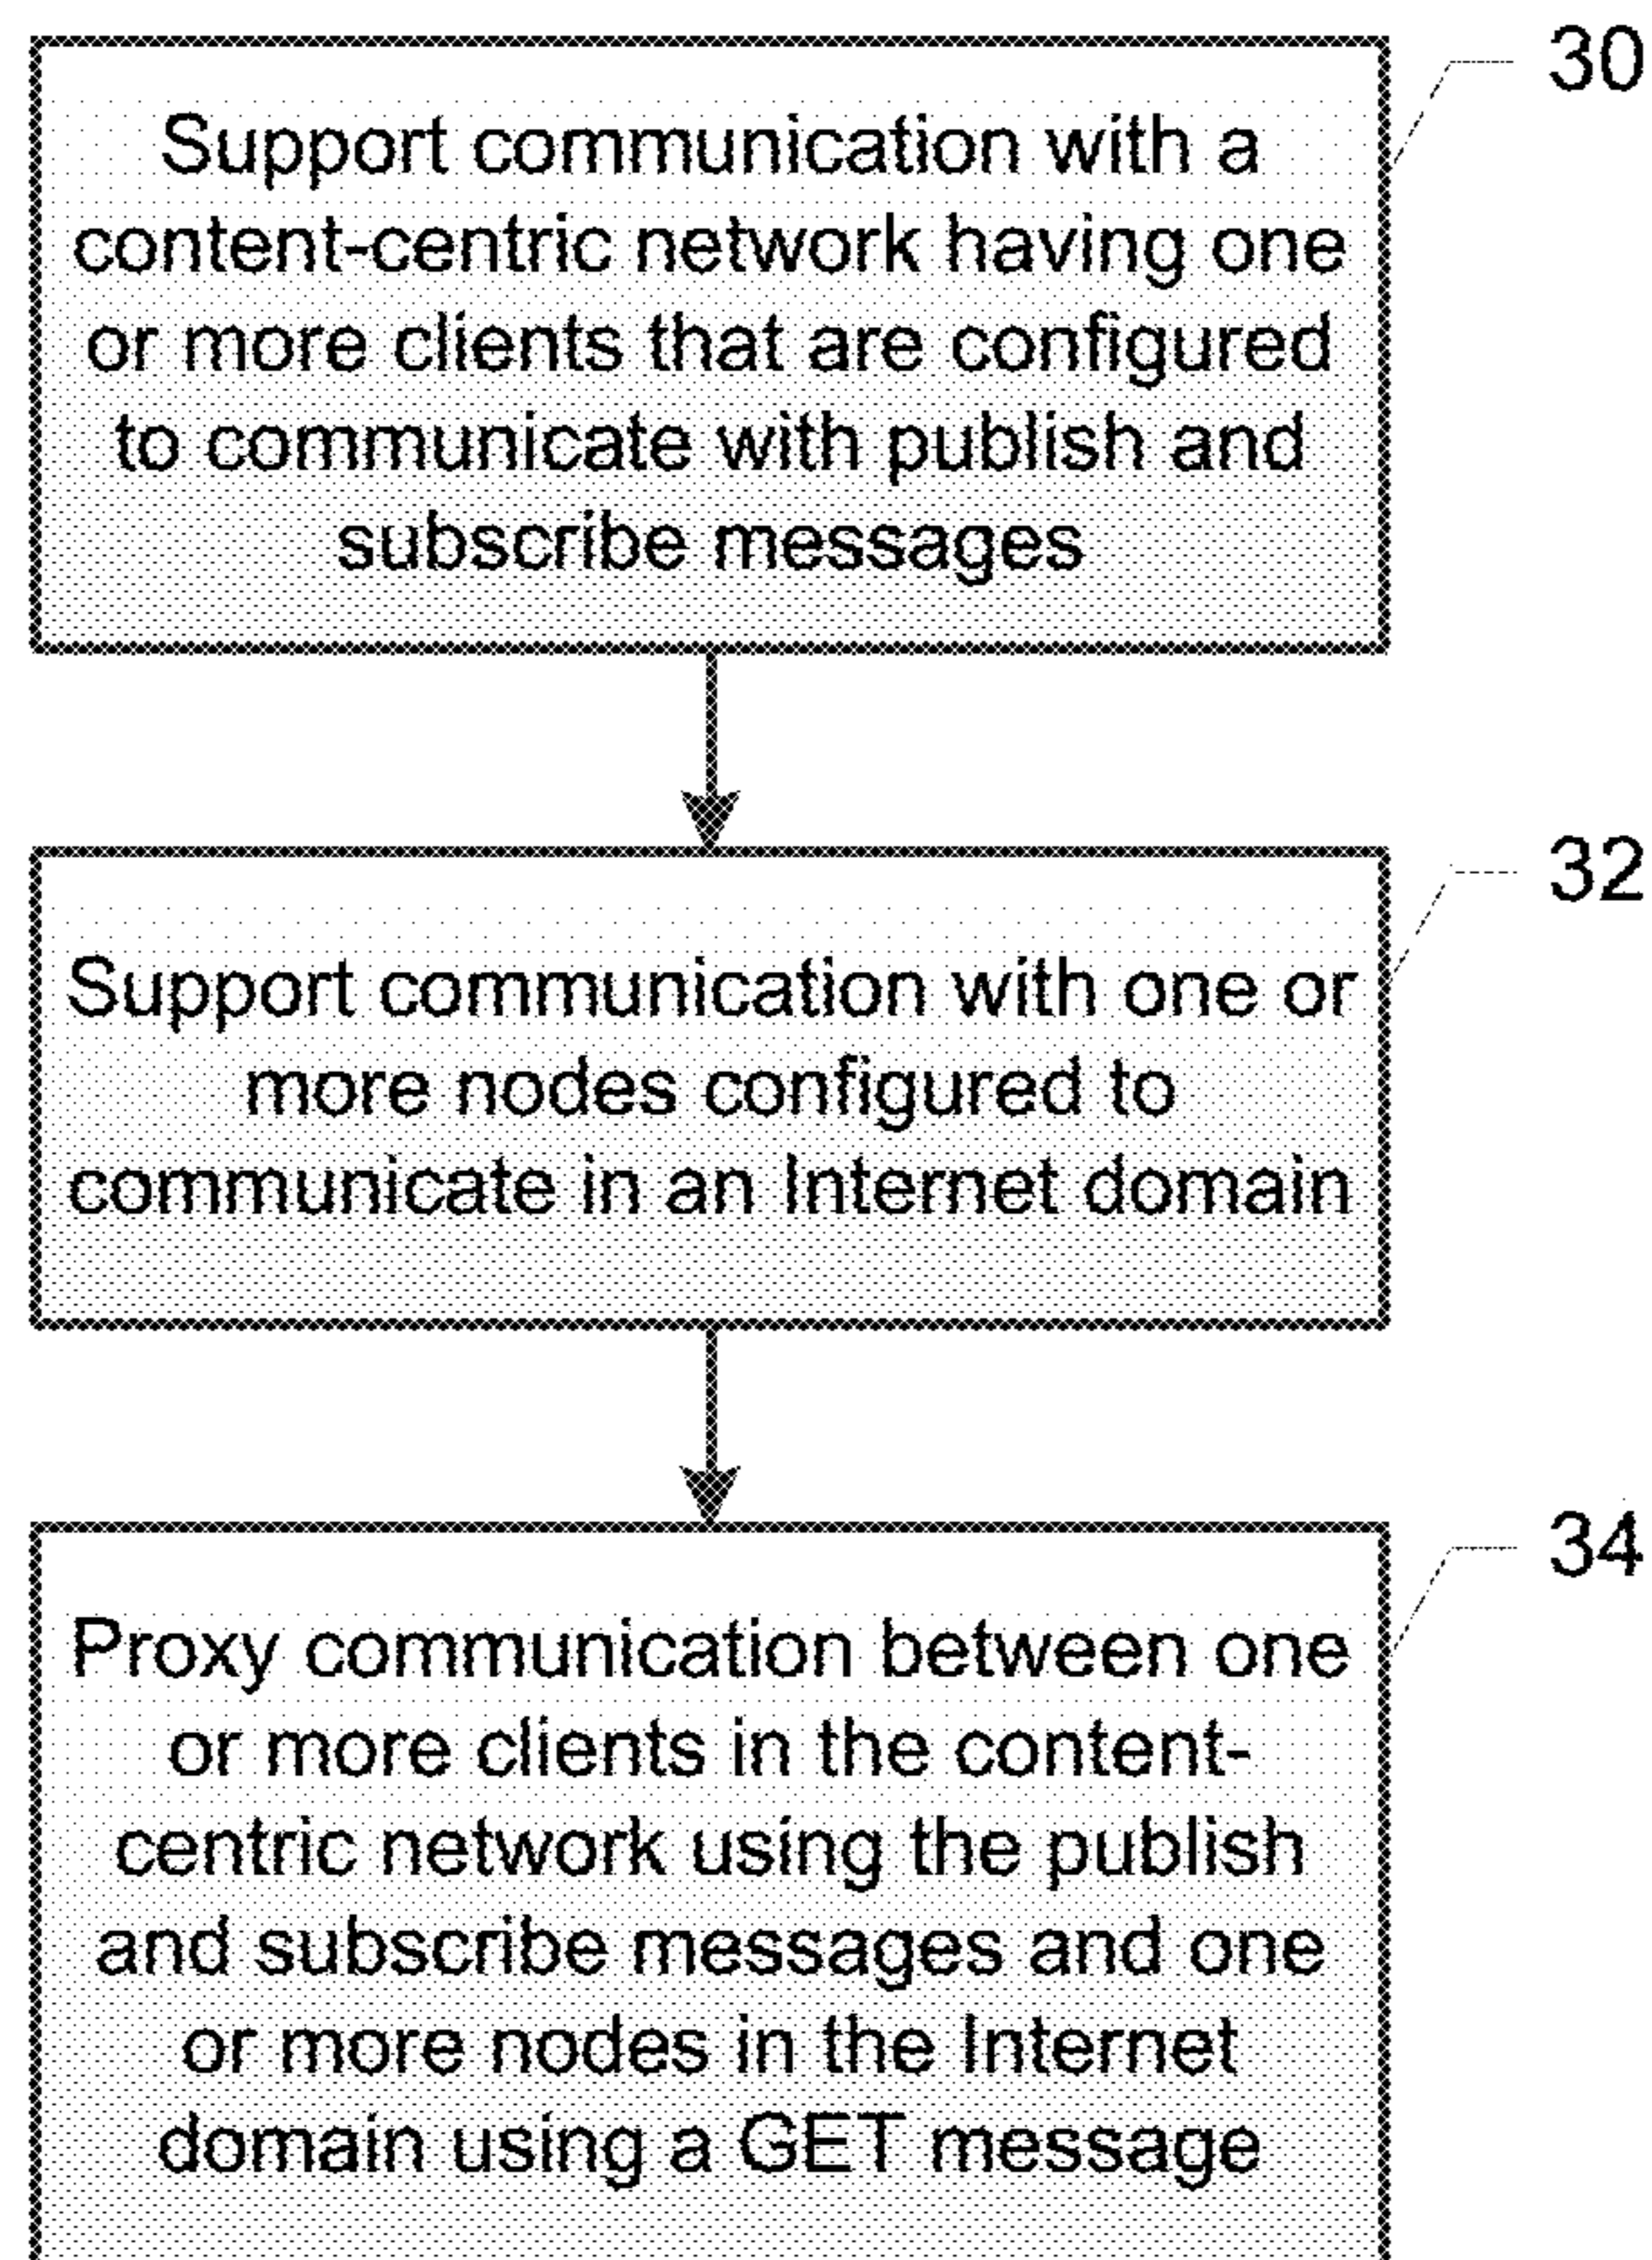 30
Support communication with a
content-centric network having one
or more clients that are configured
to communicate with publish and
subscribe messages
32
Support communication with one or
more nodes configured to
communicate in an Internet domain
34
Proxy communication between one
or more clients in the content-
centric network using the publish
and subscribe messages and one
or more nodes in the Internet
domain using a GET message